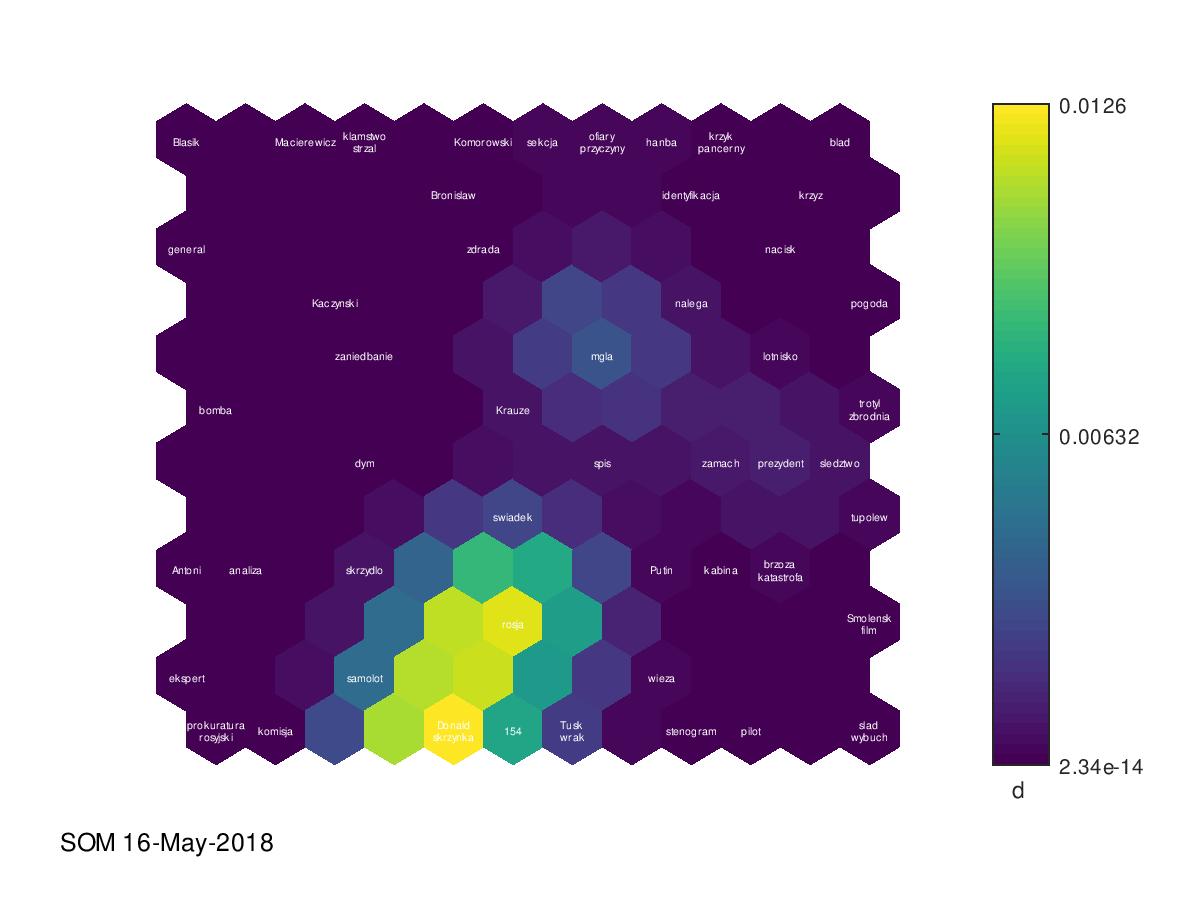 0.0126
Blasik
Macierewicz
klamstwo
strzal
Komorowski
sekcja
ofiary
przyczyny
hanba
krzyk
pancerny
blad
Bronislaw
identyfikacja
krzyz
general
zdrada
nacisk
Kaczynski
nalega
pogoda
zaniedbanie
mgla
lotnisko
bomba
Krauze
trotyl
zbrodnia
0.00632
dym
spis
zamach
prezydent
sledztwo
swiadek
tupolew
Antoni
analiza
skrzydlo
Putin
kabina
brzoza
katastrofa
rosja
Smolensk
film
ekspert
samolot
wieza
prokuratura
rosyjski
komisja
Donald
skrzynka
154
Tusk
wrak
stenogram
pilot
slad
wybuch
2.34e-14
d
SOM 16-May-2018